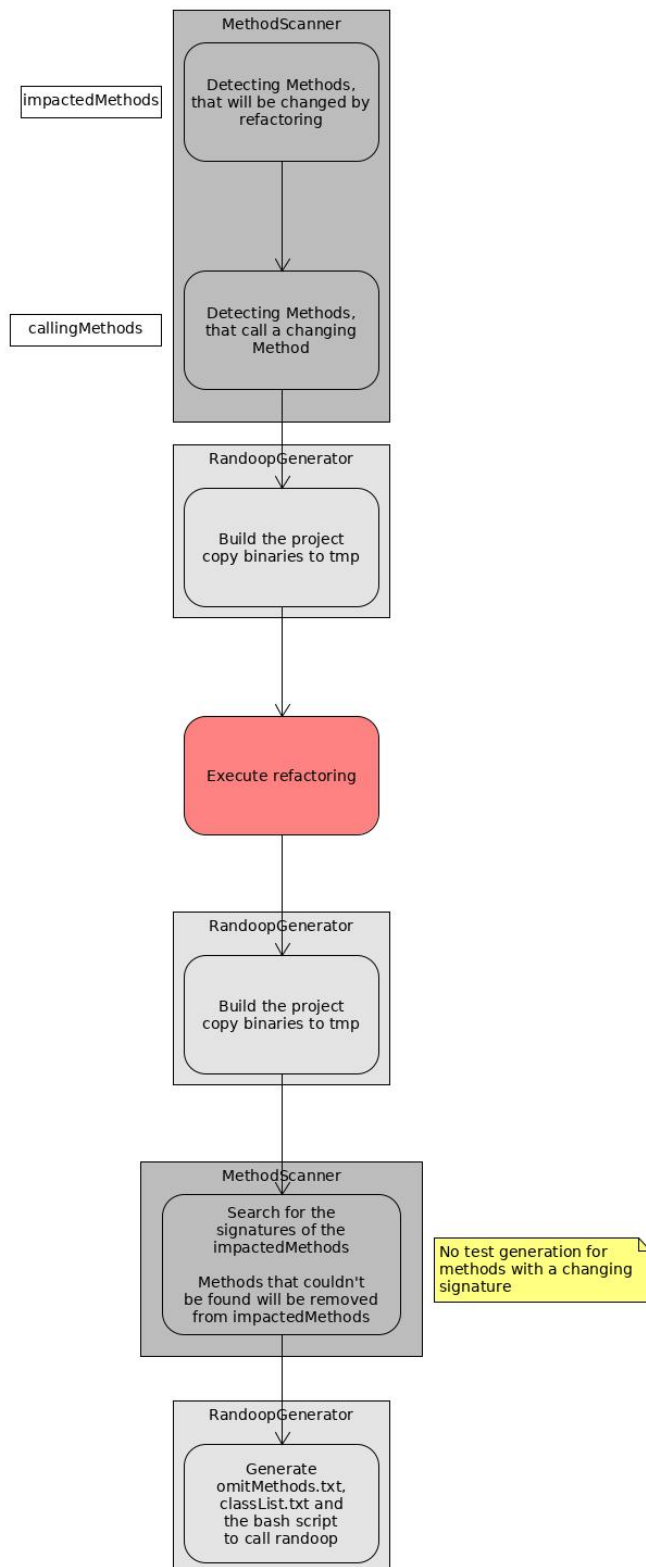 MethodScanner
impactedMethods
Detecting Methods,
that will be changed by
refactoring
callingMethods
Detecting Methods,
that call a changing
Method
RandoopGenerator
Build the project
copy binaries to tmp
Execute refactoring
RandoopGenerator
Build the project
copy binaries to tmp
MethodScanner
Search for the
signatures of the
impactedMethods
Methods that couldn't
be found will be removed
from impactedMethods
No test generation for
methods with a changing
signature
RandoopGenerator
Generate
omitMethods.txt,
classList.txt and
the bash script
to call randoop